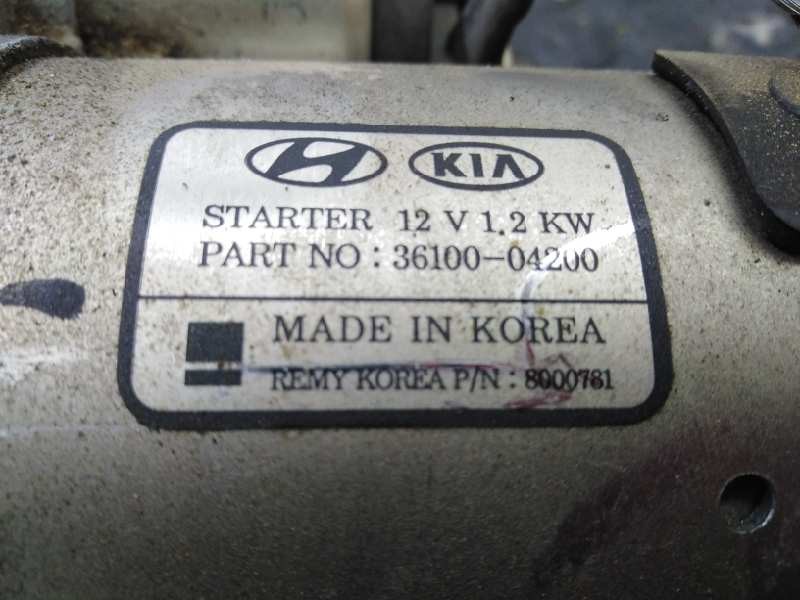 KIA
STARTER 12 V 1.2 KW
PART NO : 36100-04200
MADE IN KOREA
REMY KOREA P/N : 8000781